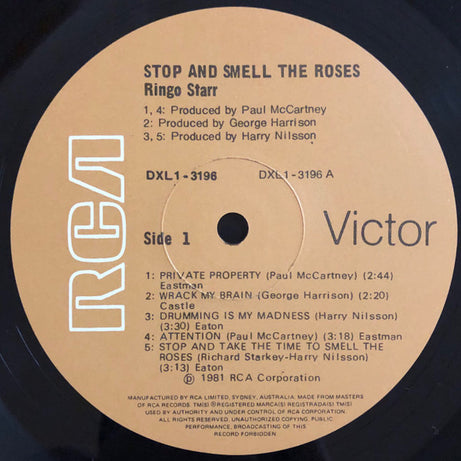 STOP AND SMELL THE ROSES
Ringo Starr
1, 4: Produced by Paul McCartney
2: Produced by George Harrison
3, 5: Produced by Harry Nilsson
DXL1-3196 DXL1-3196 A
RCA
Side 1
Victor
1: PRIVATE PROPERTY (Paul McCartney) (2:44)
Eastman
2: WRACK MY BRAIN (George Harrison) (2:20)
Castle
3: DRUMMING IS MY MADNESS (Harry Nilsson)
(3:30) Eaton
4: ATTENTION (Paul McCartney) (3:18) Eastman
5: STOP AND TAKE THE TIME TO SMELL THE
ROSES (Richard Starkey-Harry Nilsson)
(3:13) Eaton
Ⓟ 1981 RCA Corporation
MANUFACTURED BY RCA LIMITED, SYDNEY, AUSTRALIA, MADE FROM MASTERS
OF RCA RECORDS. TM(S) ®REGISTERED MARCA(S) REGISTRADA(S) TM(S)
USED BY AUTHORITY AND UNDER CONTROL OF RCA CORPORATION.
ALL RIGHTS RESERVED. UNAUTHORIZED COPYING, PUBLIC
PERFORMANCE, BROADCASTING OF THIS
RECORD FORBIDDEN